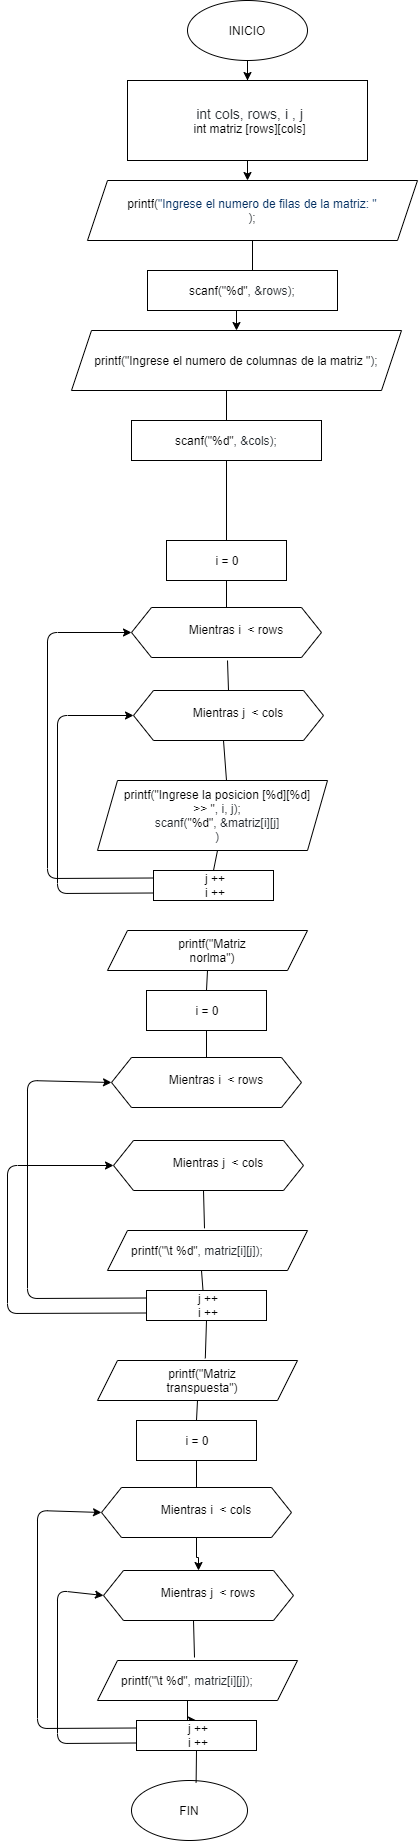 INICIO
int cols, rows, i , j
int matriz [rows][cols]
printf("Ingrese el numero de filas de la matriz: "
);
scanf("%d", &rows);
printf("Ingrese el numero de columnas de la matriz ");
scanf("%d", &cols);
i = 0
Mientras i  < rows
Mientras j  < cols
printf("Ingrese la posicion [%d][%d]
>> ", i, j);
scanf("%d", &matriz[i][j]
)
j ++
i ++
printf("Matriz
norlma")
i = 0
Mientras i  < rows
Mientras j  < cols
printf("\t %d", matriz[i][j]);
j ++
i ++
printf("Matriz
transpuesta")
i = 0
Mientras i  < cols
Mientras j  < rows
printf("\t %d", matriz[i][j]);
j ++
i ++
FIN